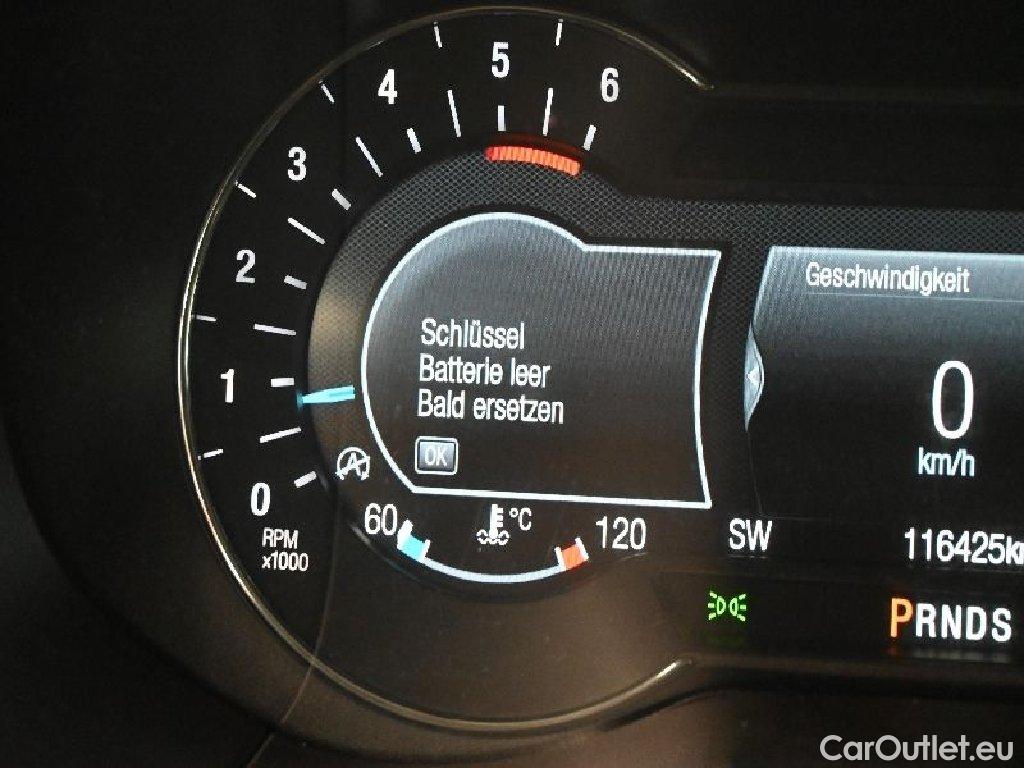 5
4
6
3
2
Geschwindigkeit
Schlüssel
Batterie leer
Bald ersetzen
1
0
km/h
OK
0
60
°C
120
SW
RPM
x1000
116425km
PRNDS
CarOutlet.eu